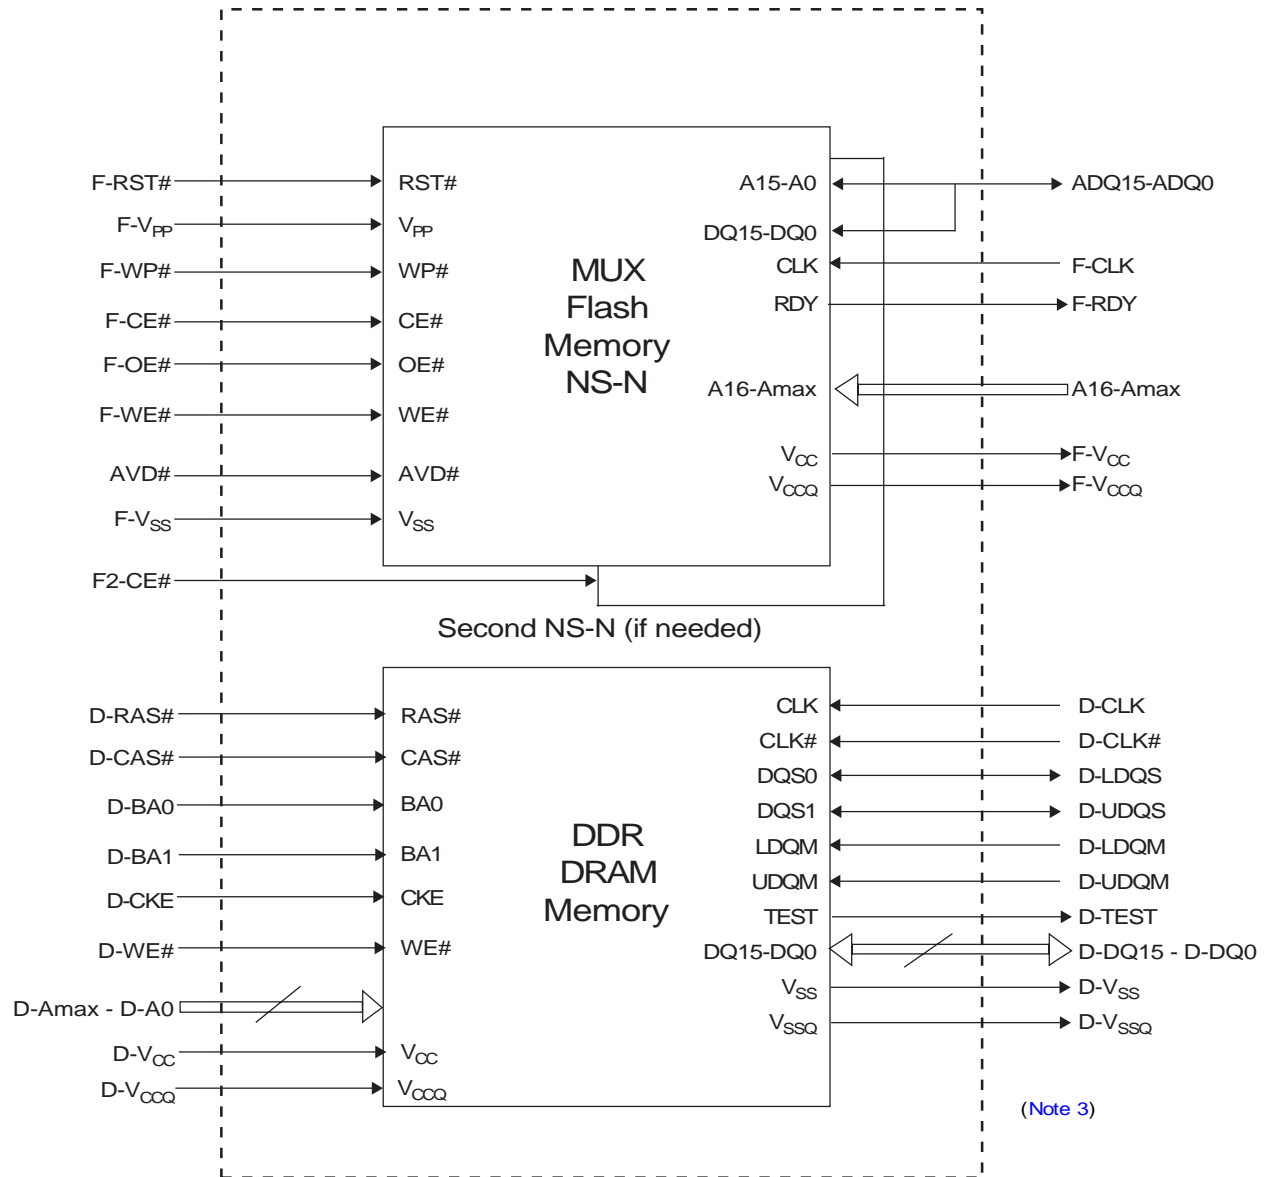 F-RST#
F-VPP
F-WP#
F-CE#
F-OE#
F-WE#
AVD#
F-VSS
F2-CE#
RST#
VPP
WP#
CE#
OE#
WE#
AVD#
VSS
MUX
Flash
Memory
NS-N
A15-A0
DQ15-DQ0
CLK
RDY
A16-Amax
VCC
VCCQ
ADQ15-ADQ0
F-CLK
F-RDY
A16-Amax
F-VCC
F-VCCQ
Second NS-N (if needed)
D-RAS#
D-CAS#
D-BA0
D-BA1
D-CKE
D-WE#
D-Amax - D-A0
D-VCC
D-VCCQ
RAS#
CAS#
BA0
BA1
CKE
WE#
VCC
VCCQ
DDR
DRAM
Memory
CLK
CLK#
DQS0
DQS1
LDQM
UDQM
TEST
DQ15-DQ0
VSS
VSSQ
D-CLK
D-CLK#
D-LDQS
D-UDQS
D-LDQM
D-UDQM
D-TEST
D-DQ15 - D-DQ0
D-VSS
D-VSSQ
(Note 3)